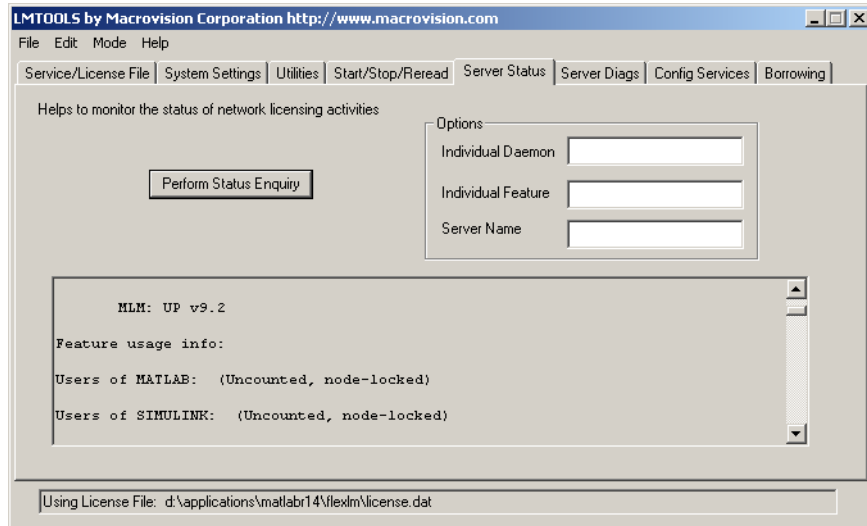 LMTOOLS by Macrovision Corporation http://www.macrovision.com
File Edit Mode Help
Service/License File System Settings Utilities Start/Stop/Reread Server Status Server Diags Config Services Borrowing
Helps to monitor the status of network licensing activities
Options
Individual Daemon
Perform Status Enquiry
Individual Feature
Server Name
MLM: UP v9.2
Feature usage info:
Users of MATLAB: (Uncounted, node-locked)
Users of SIMULINK: (Uncounted, node-locked)
Using License File: d:\applications\matlabr14\flexlm\license.dat